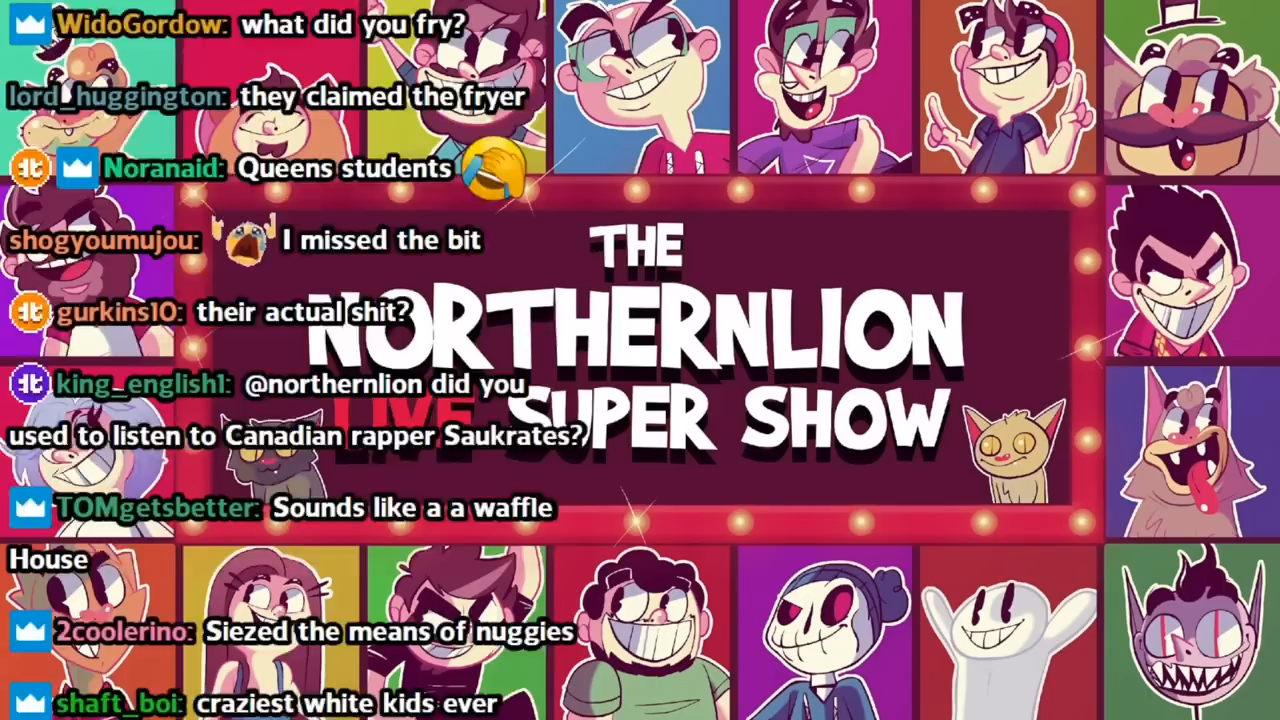 WidoGordow: what did you fry?
lord_huggington: they claimed the fryer
Noranaid: Queens students
shogyoumujou: I missed the bit
gurkins10: their actual shit?
king_english1: @northernlion did you
used to listen to Canadian rapper Saukrates?
TOMgetsbetter: Sounds like a a waffle
House
2coolerino: Siezed the means of nuggies
shaft_boi: craziest white kids ever
THE
NORTHERNLION
LIVE SUPER SHOW